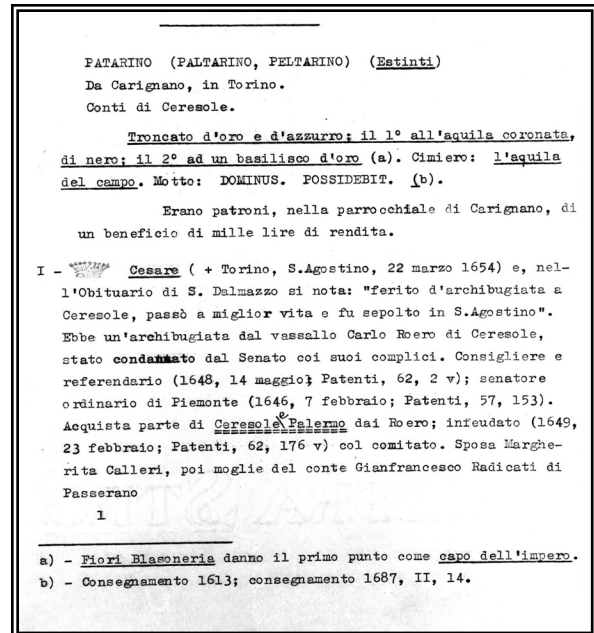 PATARINO (PALTARINO, PELTARINO) (Estinti)
Da Carignano, in Torino.
Conti di Ceresole.
Troncato d'oro e d'azzurro; il 1° all'aquila coronata,
di nero; il 2° ad un basilisco d'oro (a). Cimiero: l'aquila
del campo. Motto: DOMINUS. POSSIDEBIT. (b).
Erano patroni, nella parrocchiale di Carignano, di
un beneficio di mille lire di rendita.
I - Cesare ( + Torino, S.Agostino, 22 marzo 1654) e, nel-
l'Obituario di S. Dalmazzo si nota: "ferito d'archibugiata a
Ceresole, passò a miglior vita e fu sepolto in S.Agostino".
Ebbe un'archibugiata dal vassallo Carlo Roero di Ceresole,
stato condannato dal Senato coi suoi complici. Consigliere e
referendario (1648, 14 maggio; Patenti, 62, 2 v); senatore
ordinario di Piemonte (1646, 7 febbraio; Patenti, 57, 153).
Acquista parte di Ceresole e Palermo dai Roero; infeudato (1649,
23 febbraio; Patenti, 62, 176 v) col comitato. Sposa Marghe-
rita Calleri, poi moglie del conte Gianfrancesco Radicati di
Passerano
1
a) - Fiori Blasoneria danno il primo punto come capo dell'impero.
b) - Consegnamento 1613; consegnamento 1687, II, 14.